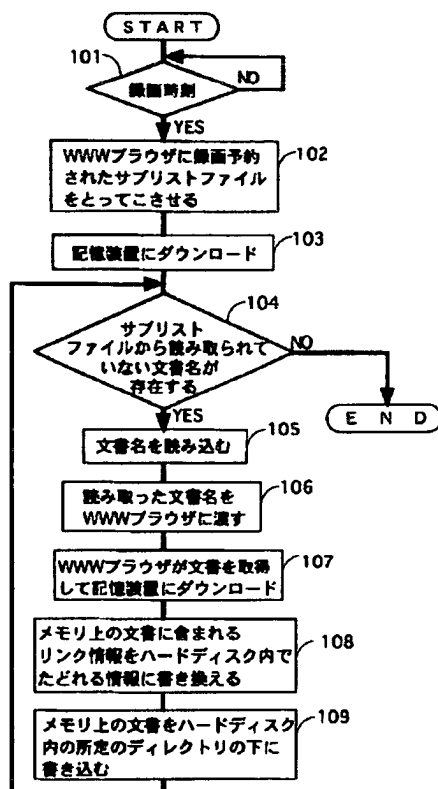 START
101
録画時刻
NO
YES
WWWブラウザに録画予約
されたサブリストファイル
をとってこさせる
102
記憶装置にダウンロード
103
104
サブリスト
ファイルから読み取られて
いない文書名が
存在する
NO
YES
END
文書名を読み込む
105
読み取った文書名を
WWWブラウザに渡す
106
WWWブラウザが文書を取得
して記憶装置にダウンロード
107
メモリ上の文書に含まれる
リンク情報をハードディスク内で
たどれる情報に書き換える
108
メモリ上の文書をハードディスク
内の所定のディレクトリの下に
書き込む
109